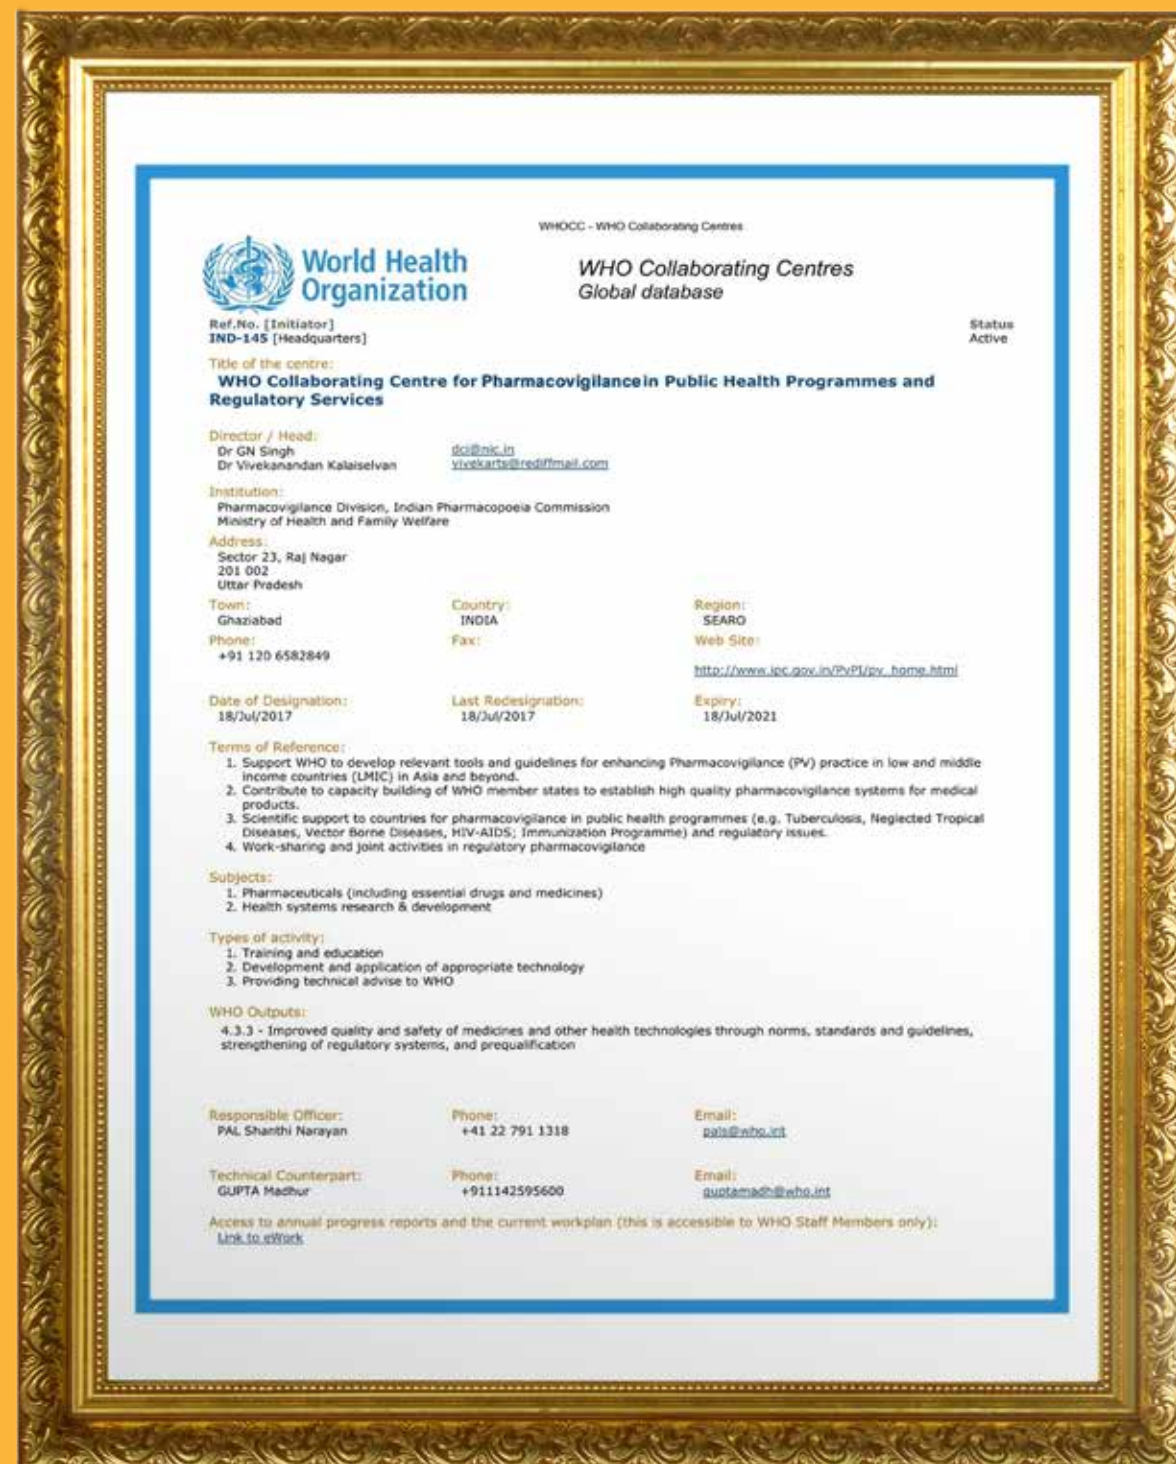 WHOCC - WHO Collaborating Centres
World Health
Organization
WHO Collaborating Centres
Global database
Ref.No. [Initiator]
IND-145 [Headquarters]
Status
Active
Title of the centre:
WHO Collaborating Centre for Pharmacovigilancein Public Health Programmes and
Regulatory Services
Director / Head:
Dr GN Singh dci@nic.in
Dr Vivekanandan Kalaiselvan vivekarts@rediffmail.com
Institution:
Pharmacovigilance Division, Indian Pharmacopoeia Commission
Ministry of Health and Family Welfare
Address:
Sector 23, Raj Nagar
201 002
Uttar Pradesh
Town: Country: Region:
Ghaziabad INDIA SEARO
Phone: Fax: Web Site:
+91 120 6582849
http://www.ipc.gov.in/PvPI/pv_home.html
Date of Designation: Last Redesignation: Expiry:
18/Jul/2017 18/Jul/2017 18/Jul/2021
Terms of Reference:
1. Support WHO to develop relevant tools and guidelines for enhancing Pharmacovigilance (PV) practice in low and middle
income countries (LMIC) in Asia and beyond.
2. Contribute to capacity building of WHO member states to establish high quality pharmacovigilance systems for medical
products.
3. Scientific support to countries for pharmacovigilance in public health programmes (e.g. Tuberculosis, Neglected Tropical
Diseases, Vector Borne Diseases, HIV-AIDS; Immunization Programme) and regulatory issues.
4. Work-sharing and joint activities in regulatory pharmacovigilance
Subjects:
1. Pharmaceuticals (including essential drugs and medicines)
2. Health systems research & development
Types of activity:
1. Training and education
2. Development and application of appropriate technology
3. Providing technical advise to WHO
WHO Outputs:
4.3.3 - Improved quality and safety of medicines and other health technologies through norms, standards and guidelines,
strengthening of regulatory systems, and prequalification
Responsible Officer: Phone: Email:
PAL Shanthi Narayan +41 22 791 1318 pals@who.int
Technical Counterpart: Phone: Email:
GUPTA Madhur +911142595600 guptamadh@who.int
Access to annual progress reports and the current workplan (this is accessible to WHO Staff Members only):
Link to eWork